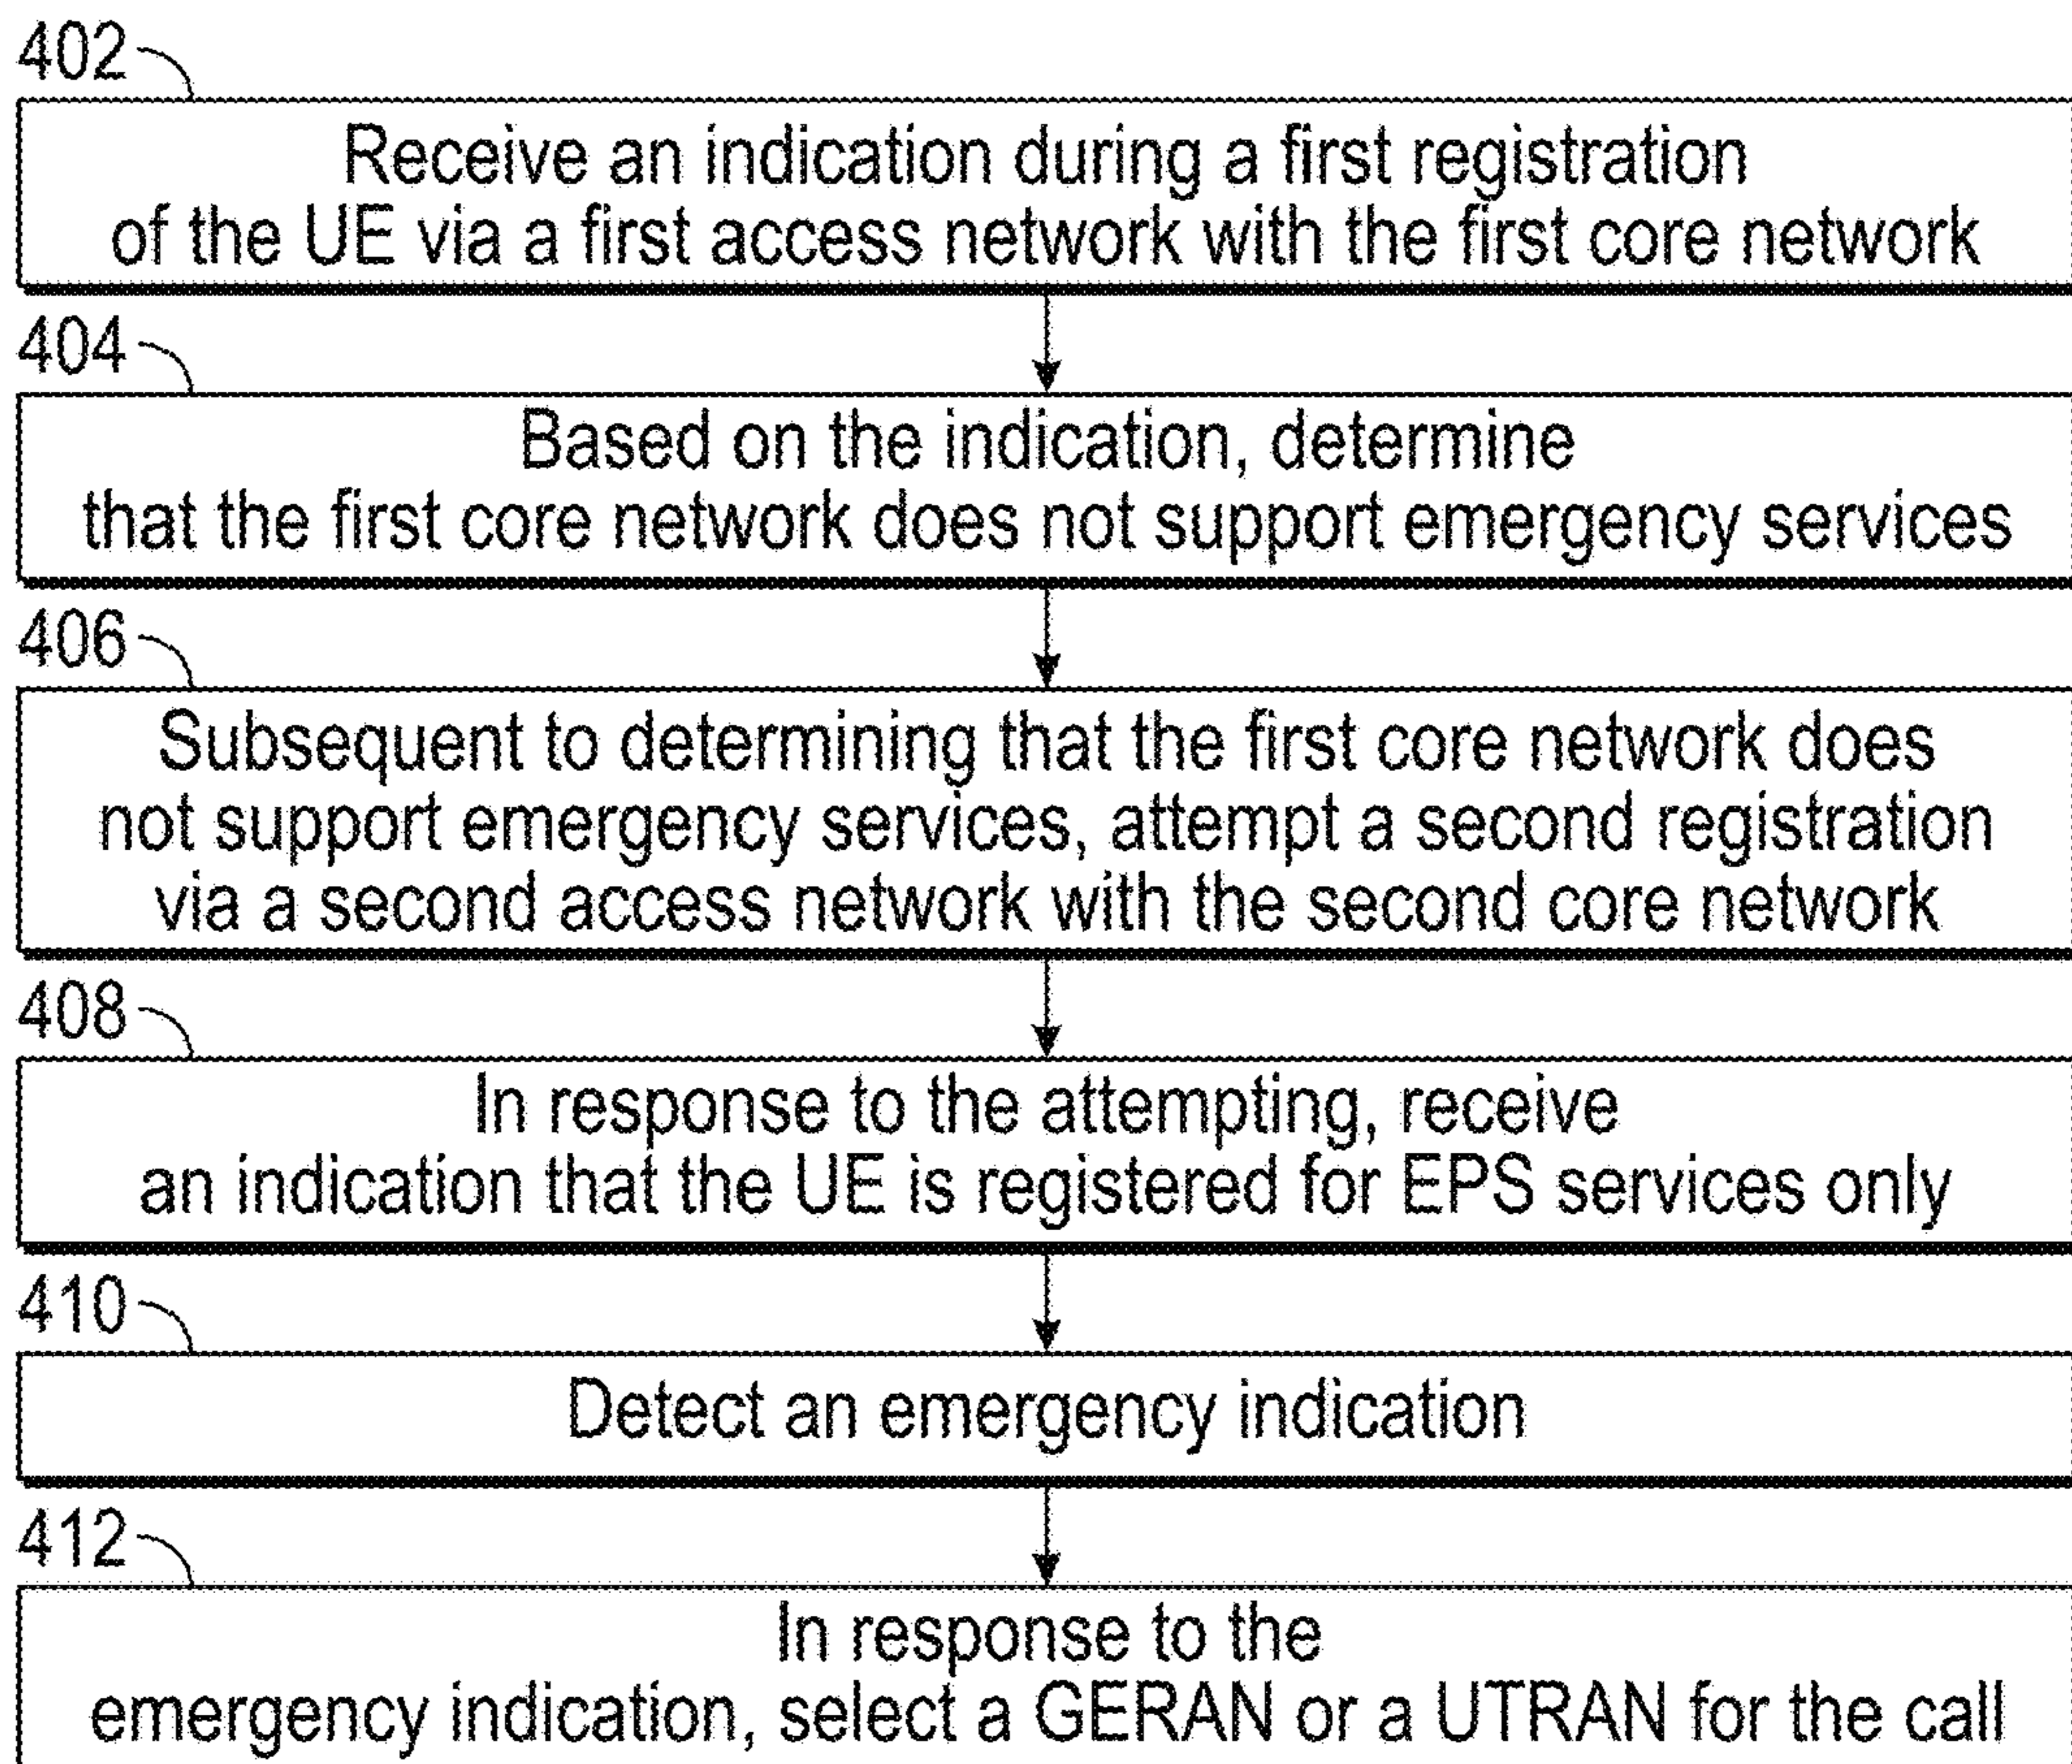 402
Receive an indication during a first registration
of the UE via a first access network with the first core network
404
Based on the indication, determine
that the first core network does not support emergency services
406
Subsequent to determining that the first core network does
not support emergency services, attempt a second registration
via a second access network with the second core network
408
In response to the attempting, receive
an indication that the UE is registered for EPS services only
410
Detect an emergency indication
412
In response to the
emergency indication, select a GERAN or a UTRAN for the call